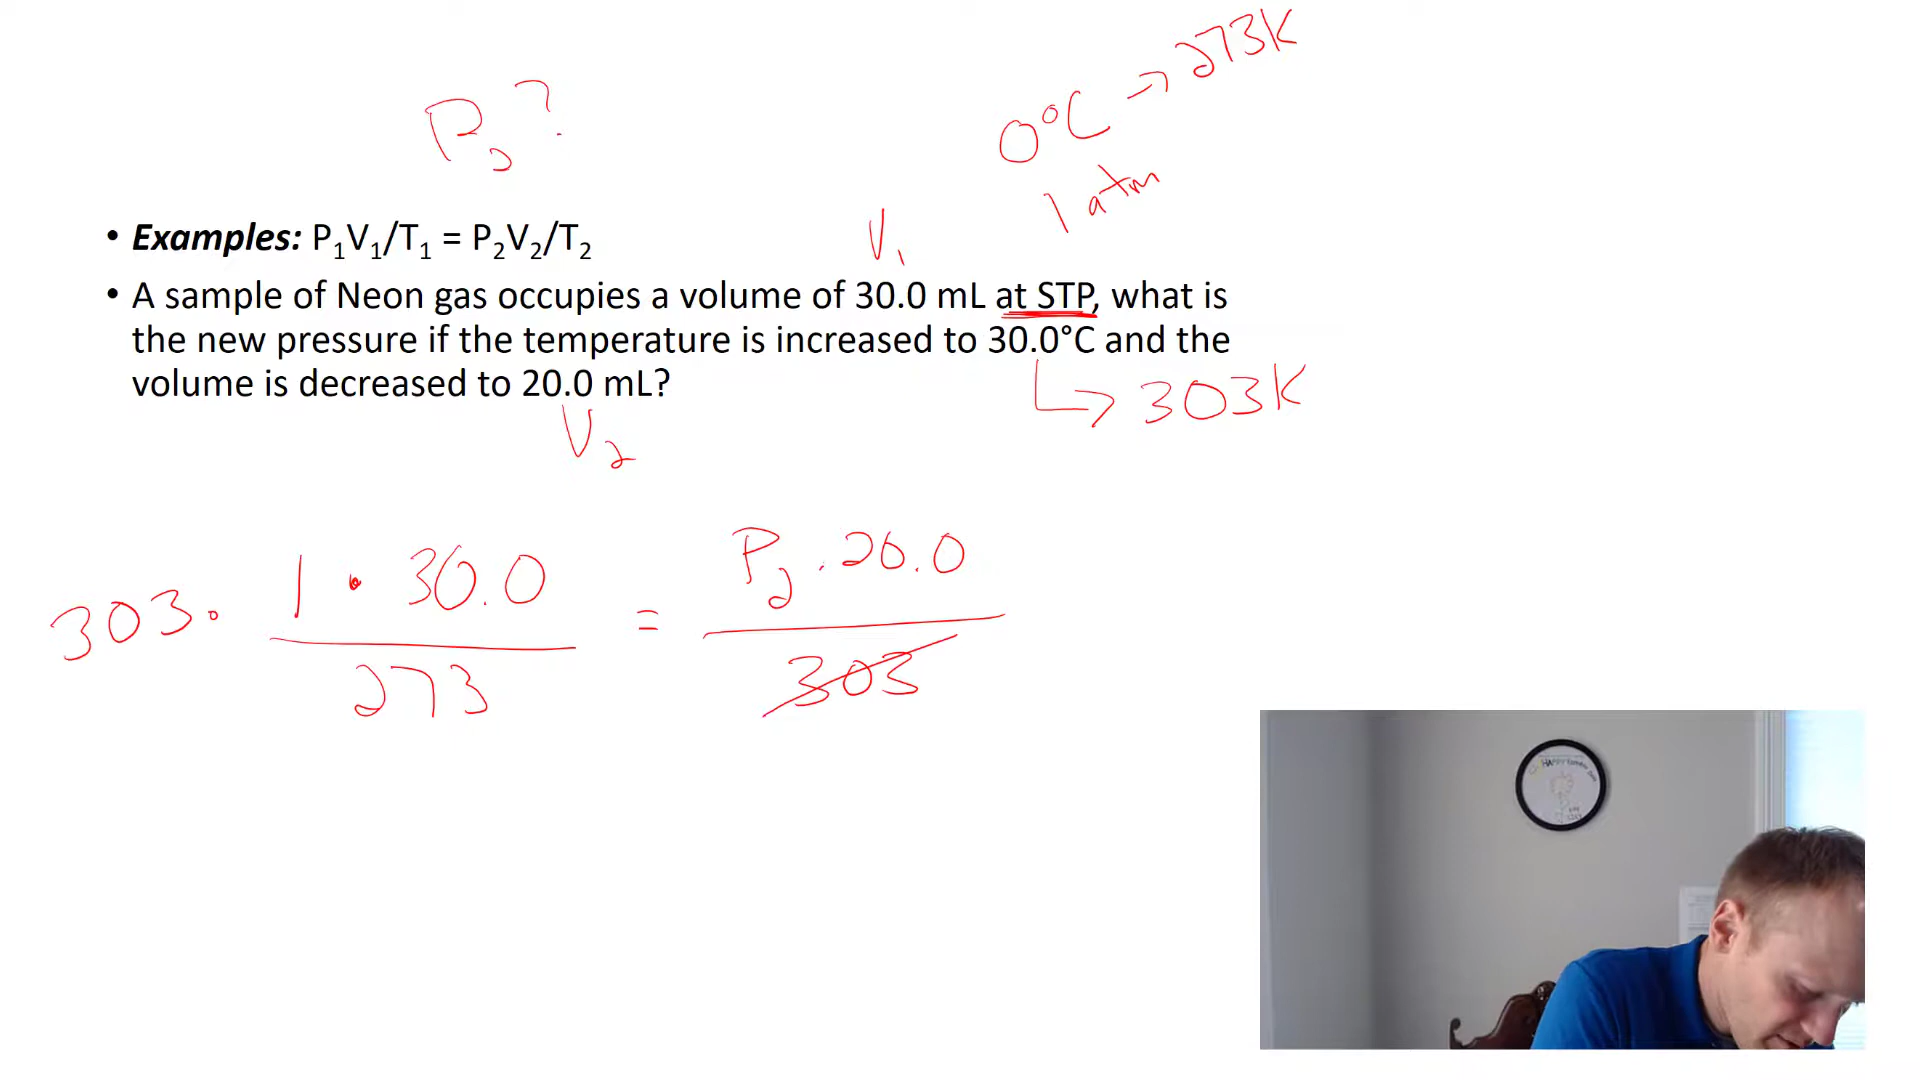 P₂?
0°C → 273K
1 atm
• Examples: P₁V₁/T₁ = P₂V₂/T₂
V₁
• A sample of Neon gas occupies a volume of 30.0 mL at STP, what is
the new pressure if the temperature is increased to 30.0°C and the
volume is decreased to 20.0 mL?
→ 303K
V₂
303 · 1 · 30.0 / 273 = P₂ · 20.0 / 303
HAPPY